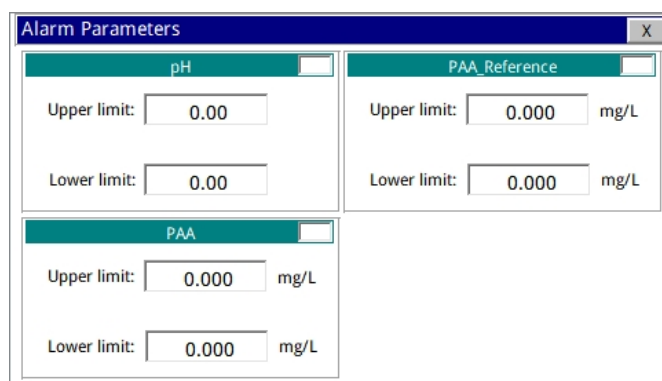 Alarm Parameters X
pH
Upper limit: 0.00
Lower limit: 0.00
PAA_Reference
Upper limit: 0.000 mg/L
Lower limit: 0.000 mg/L
PAA
Upper limit: 0.000 mg/L
Lower limit: 0.000 mg/L